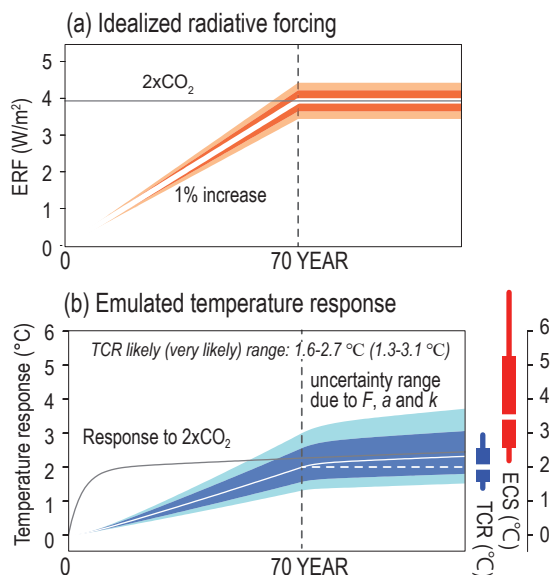 (a) Idealized radiative forcing
5
4
3
2
1
0
ERF (W/m²)
2xCO₂
1% increase
0
70 YEAR
(b) Emulated temperature response
6
5
4
3
2
1
0
Temperature response (°C)
TCR likely (very likely) range: 1.6-2.7 °C (1.3-3.1 °C)
uncertainty range
due to F, a and k
Response to 2xCO₂
0
70 YEAR
TCR (°C)
ECS (°C)
6
5
4
3
2
1
0